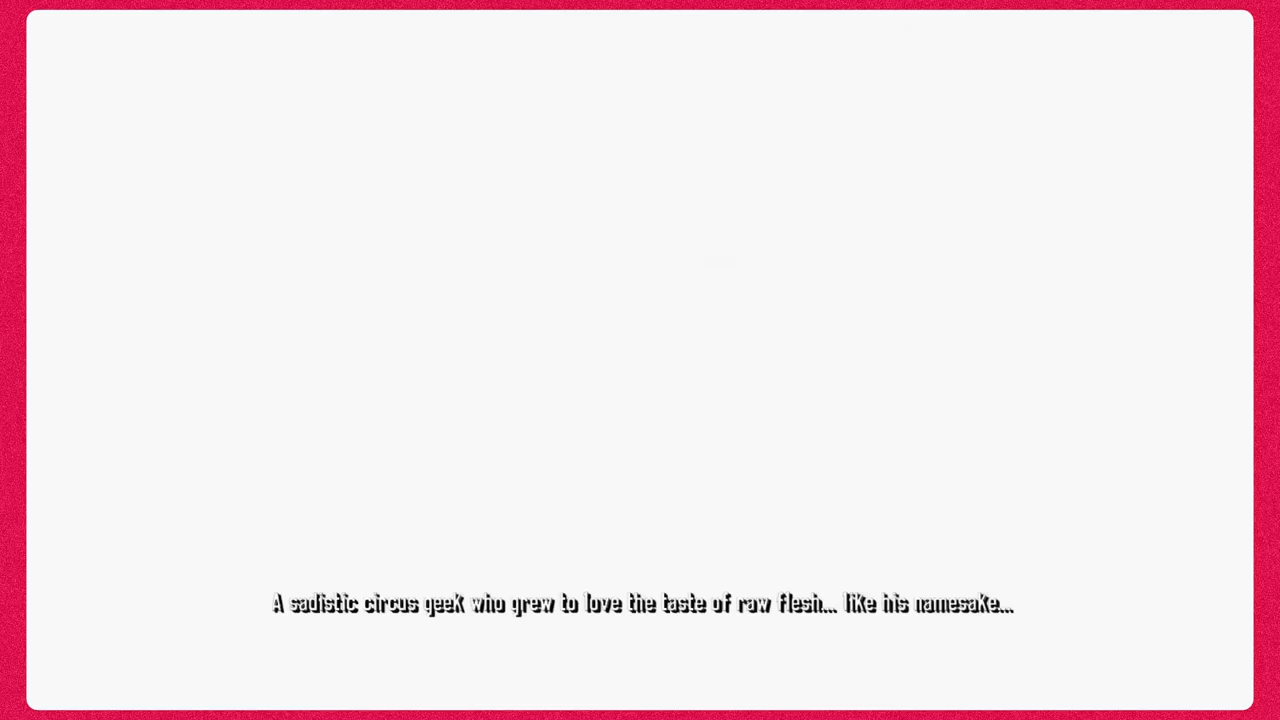 A sadistic circus geek who grew to love the taste of raw flesh... like his namesake...